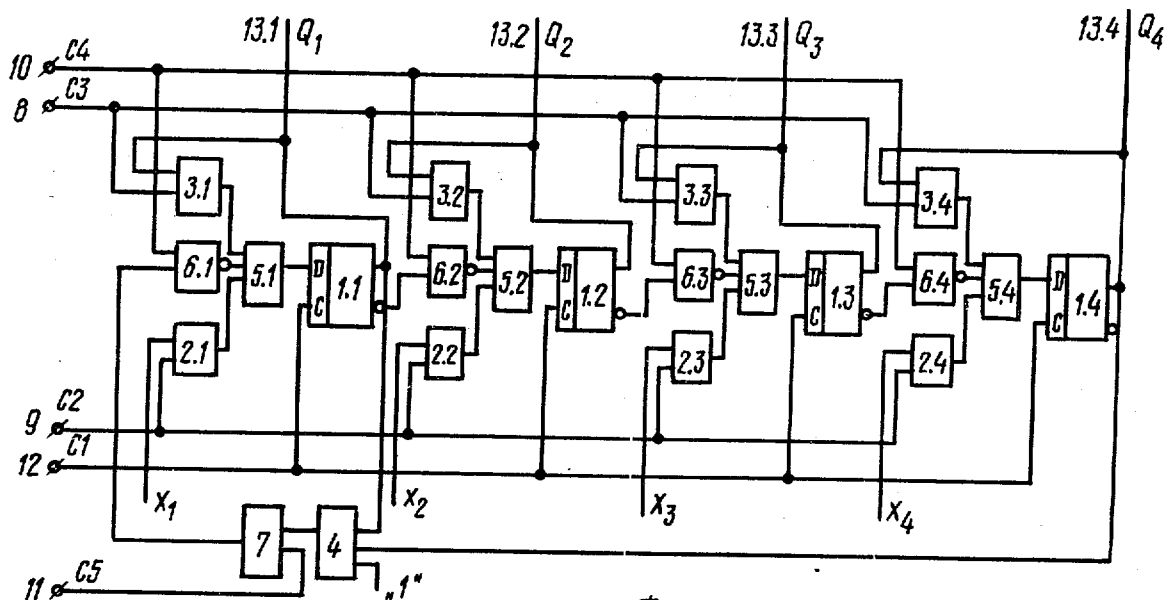 13.1 Q1
13.2 Q2
13.3 Q3
13.4 Q4
10 C4
8 C3
3.1
3.2
3.3
3.4
6.1
5.1
D
C
1.1
6.2
5.2
D
C
1.2
6.3
5.3
D
C
1.3
6.4
5.4
D
C
1.4
2.1
2.2
2.3
2.4
9 C2
12 C1
X1
X2
X3
X4
7
4
11 C5
„1"